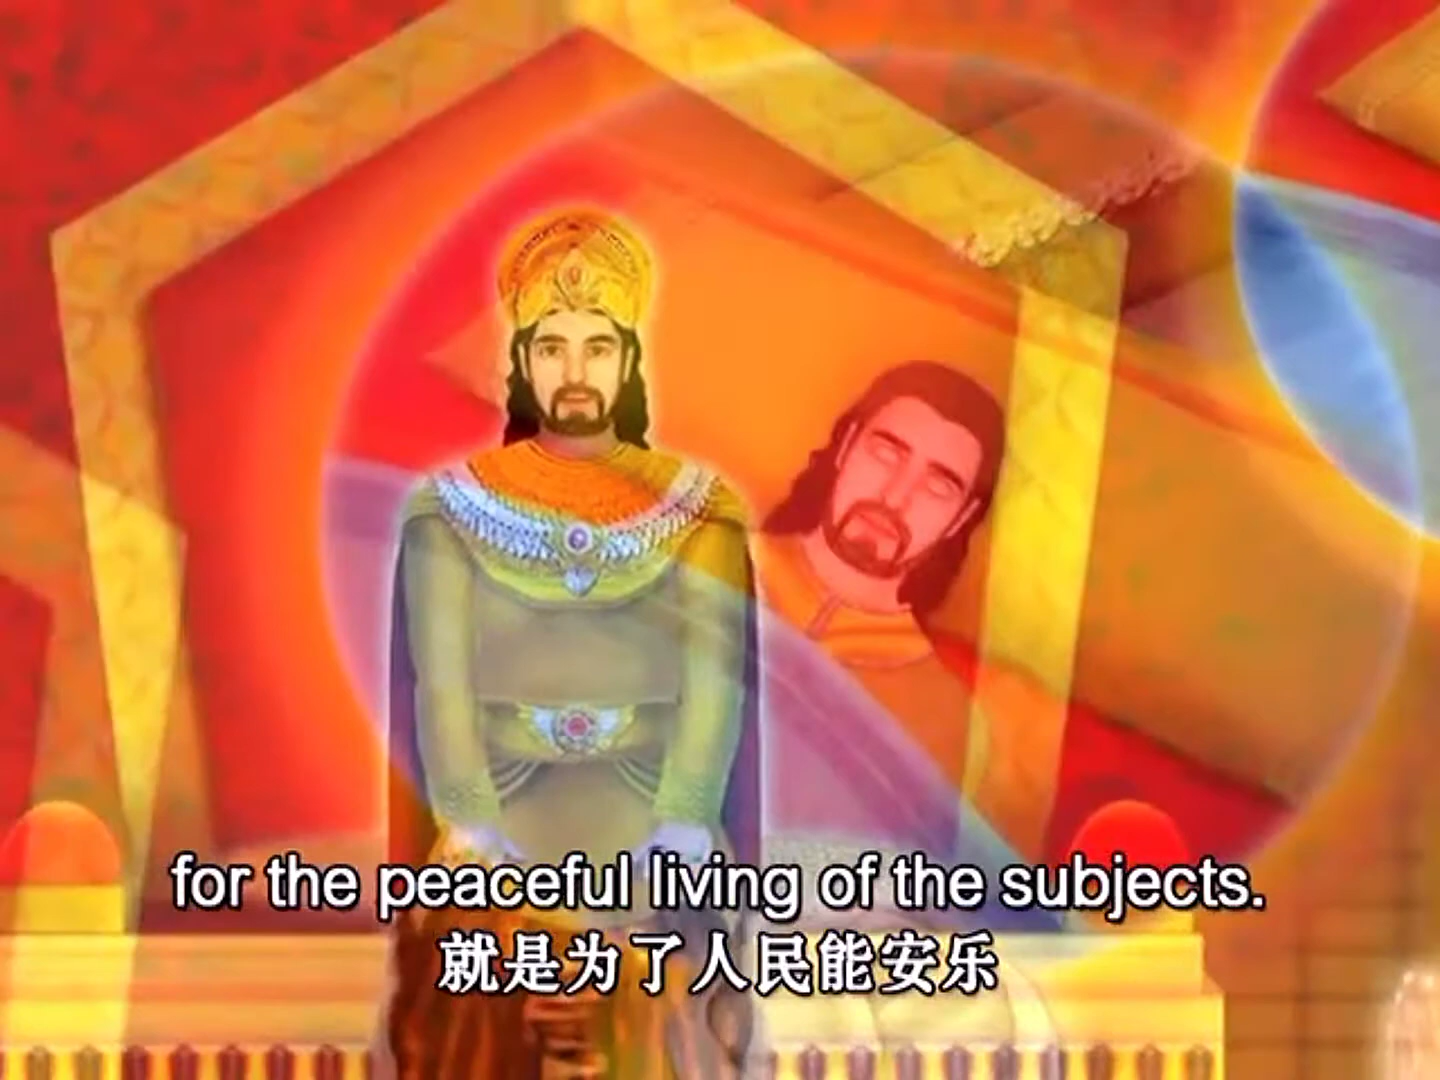 for the peaceful living of the subjects.
就是为了人民能安乐